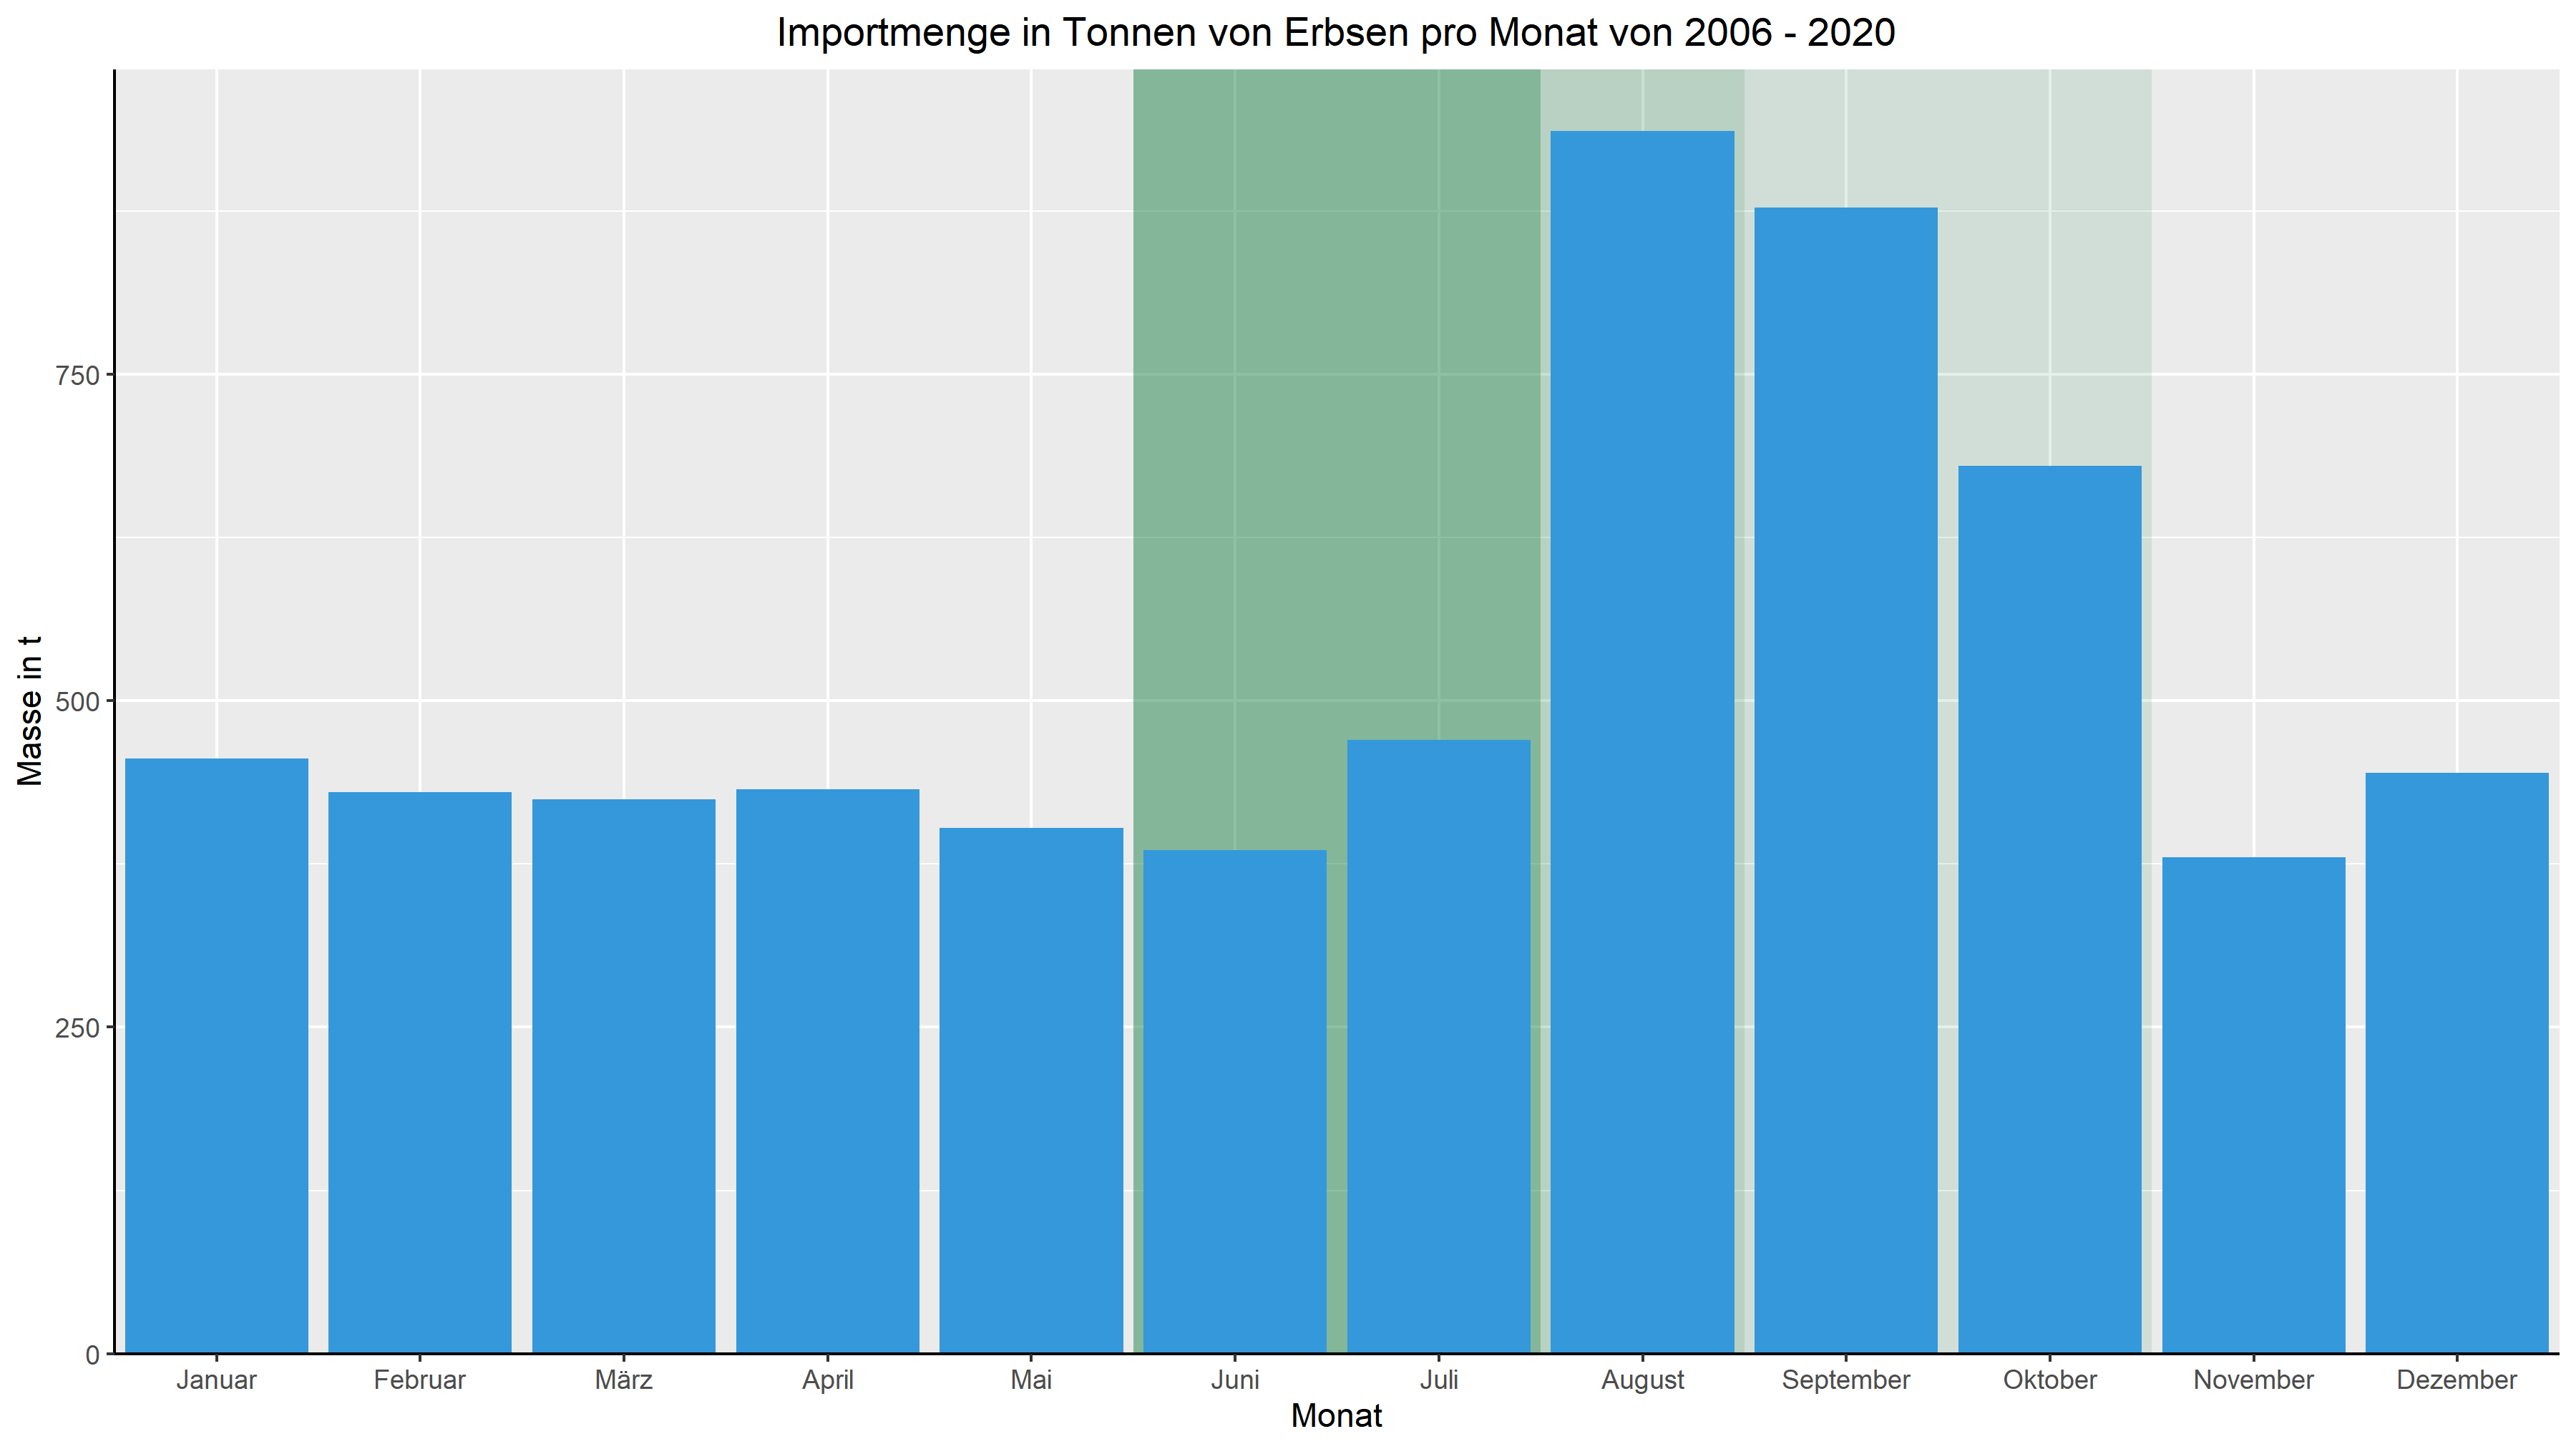 Importmenge in Tonnen von Erbsen pro Monat von 2006 - 2020
Masse in t
750
500
250
0
Januar Februar März April Mai Juni Juli August September Oktober November Dezember
Monat